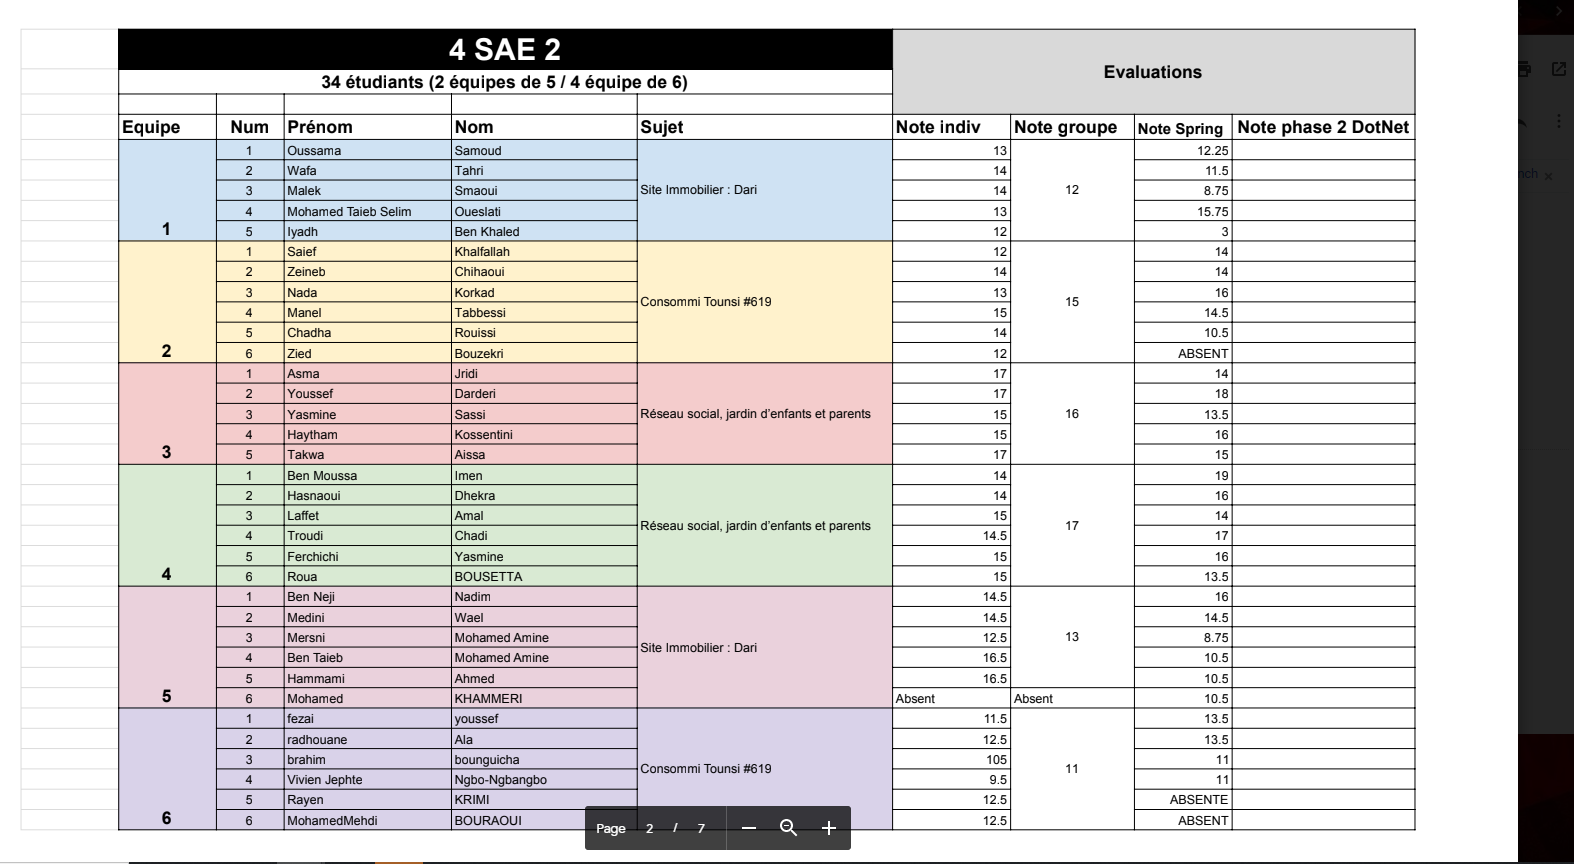 4 SAE 2
34 étudiants (2 équipes de 5 / 4 équipe de 6)
Evaluations
Equipe Num Prénom Nom Sujet Note indiv Note groupe Note Spring Note phase 2 DotNet
1 Oussama Samoud 13 12.25
2 Wafa Tahri 14 11.5
3 Malek Smaoui Site Immobilier : Dari 14 12 8.75
4 Mohamed Taieb Selim Oueslati 13 15.75
1 5 Iyadh Ben Khaled 12 3
1 Saief Khalfallah 12 14
2 Zeineb Chihaoui 14 14
3 Nada Korkad Consommi Tounsi #619 13 15 16
4 Manel Tabbessi 15 14.5
5 Chadha Rouissi 14 10.5
2 6 Zied Bouzekri 12 ABSENT
1 Asma Jridi 17 14
2 Youssef Darderi 17 18
3 Yasmine Sassi Réseau social, jardin d'enfants et parents 15 16 13.5
4 Haytham Kossentini 15 16
3 5 Takwa Aissa 17 15
1 Ben Moussa Imen 14 19
2 Hasnaoui Dhekra 14 16
3 Laffet Amal Réseau social, jardin d'enfants et parents 15 17 14
4 Troudi Chadi 14.5 17
5 Ferchichi Yasmine 15 16
4 6 Roua BOUSETTA 15 13.5
1 Ben Neji Nadim 14.5 16
2 Medini Wael 14.5 14.5
3 Mersni Mohamed Amine Site Immobilier : Dari 12.5 13 8.75
4 Ben Taieb Mohamed Amine 16.5 10.5
5 Hammami Ahmed 16.5 10.5
5 6 Mohamed KHAMMERI Absent Absent 10.5
1 fezai youssef 11.5 13.5
2 radhouane Ala 12.5 13.5
3 brahim bounguicha Consommi Tounsi #619 105 11 11
4 Vivien Jephte Ngbo-Ngbangbo 9.5 11
5 Rayen KRIMI 12.5 ABSENTE
6 6 MohamedMehdi BOURAOUI 12.5 ABSENT
Page 2 / 7